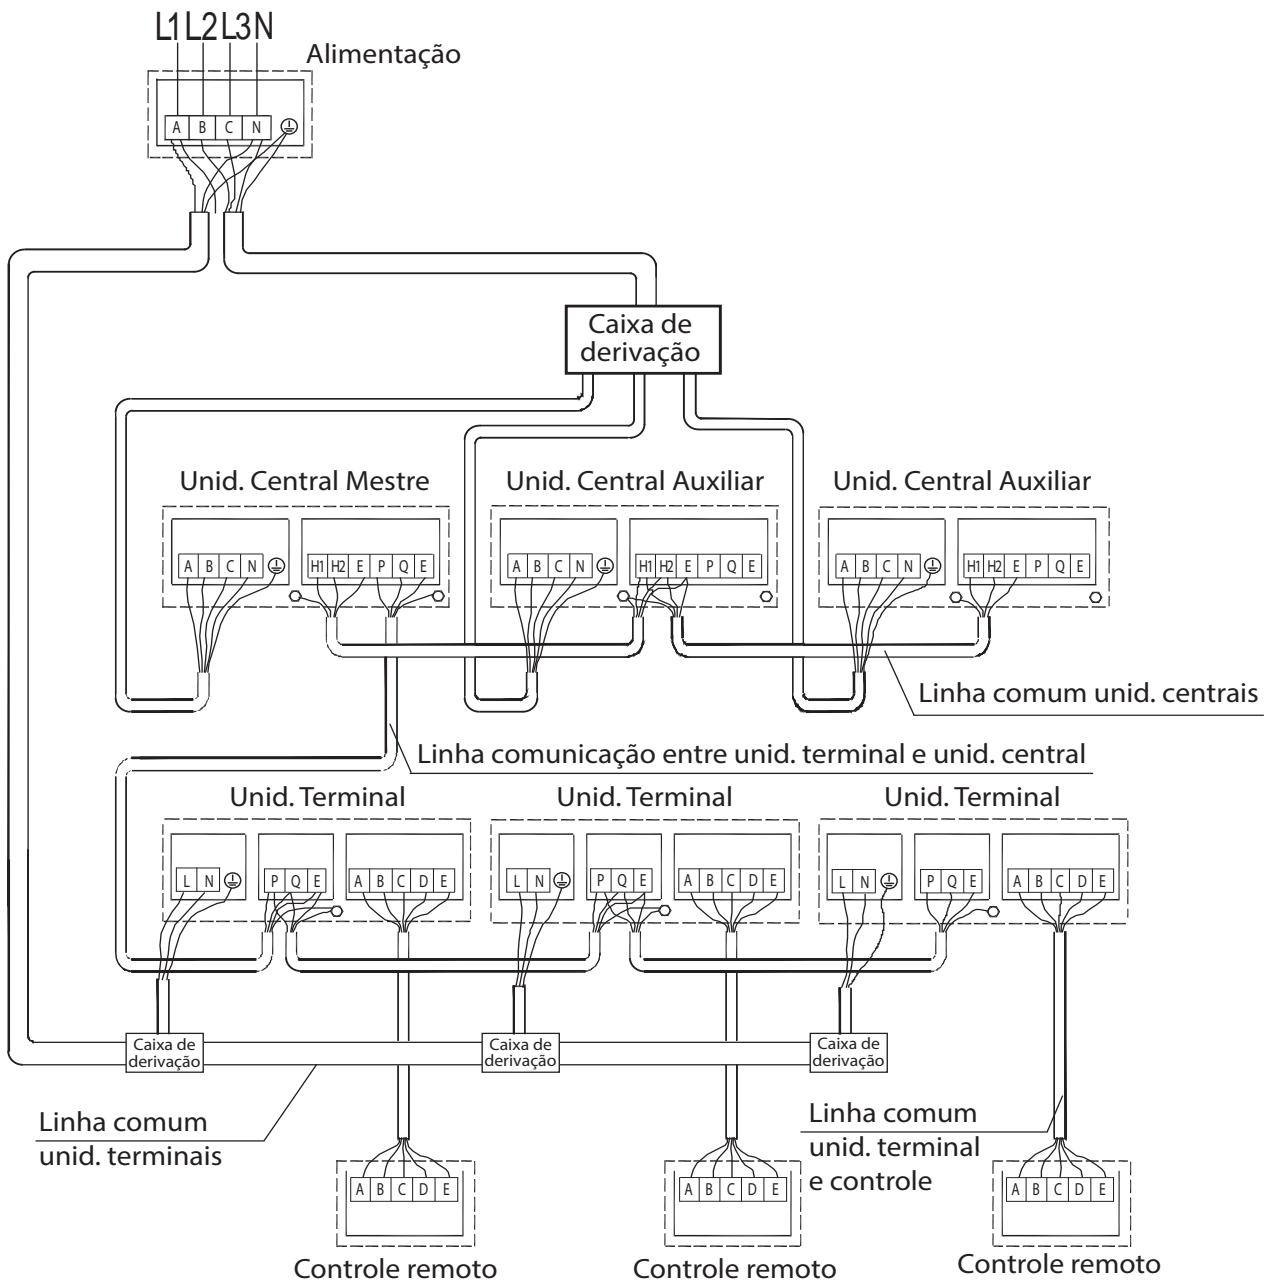 L1 L2 L3 N
Alimentação
A B C N
Caixa de
derivação
Unid. Central Mestre
Unid. Central Auxiliar
Unid. Central Auxiliar
A B C N
H1 H2 E P Q E
A B C N
H1 H2 E P Q E
A B C N
H1 H2 E P Q E
Linha comum unid. centrais
Linha comunicação entre unid. terminal e unid. central
Unid. Terminal
Unid. Terminal
Unid. Terminal
L N
P Q E
A B C D E
L N
P Q E
A B C D E
L N
P Q E
A B C D E
Caixa de
derivação
Caixa de
derivação
Caixa de
derivação
Linha comum
unid. terminais
Linha comum
unid. terminal
e controle
A B C D E
A B C D E
A B C D E
Controle remoto
Controle remoto
Controle remoto